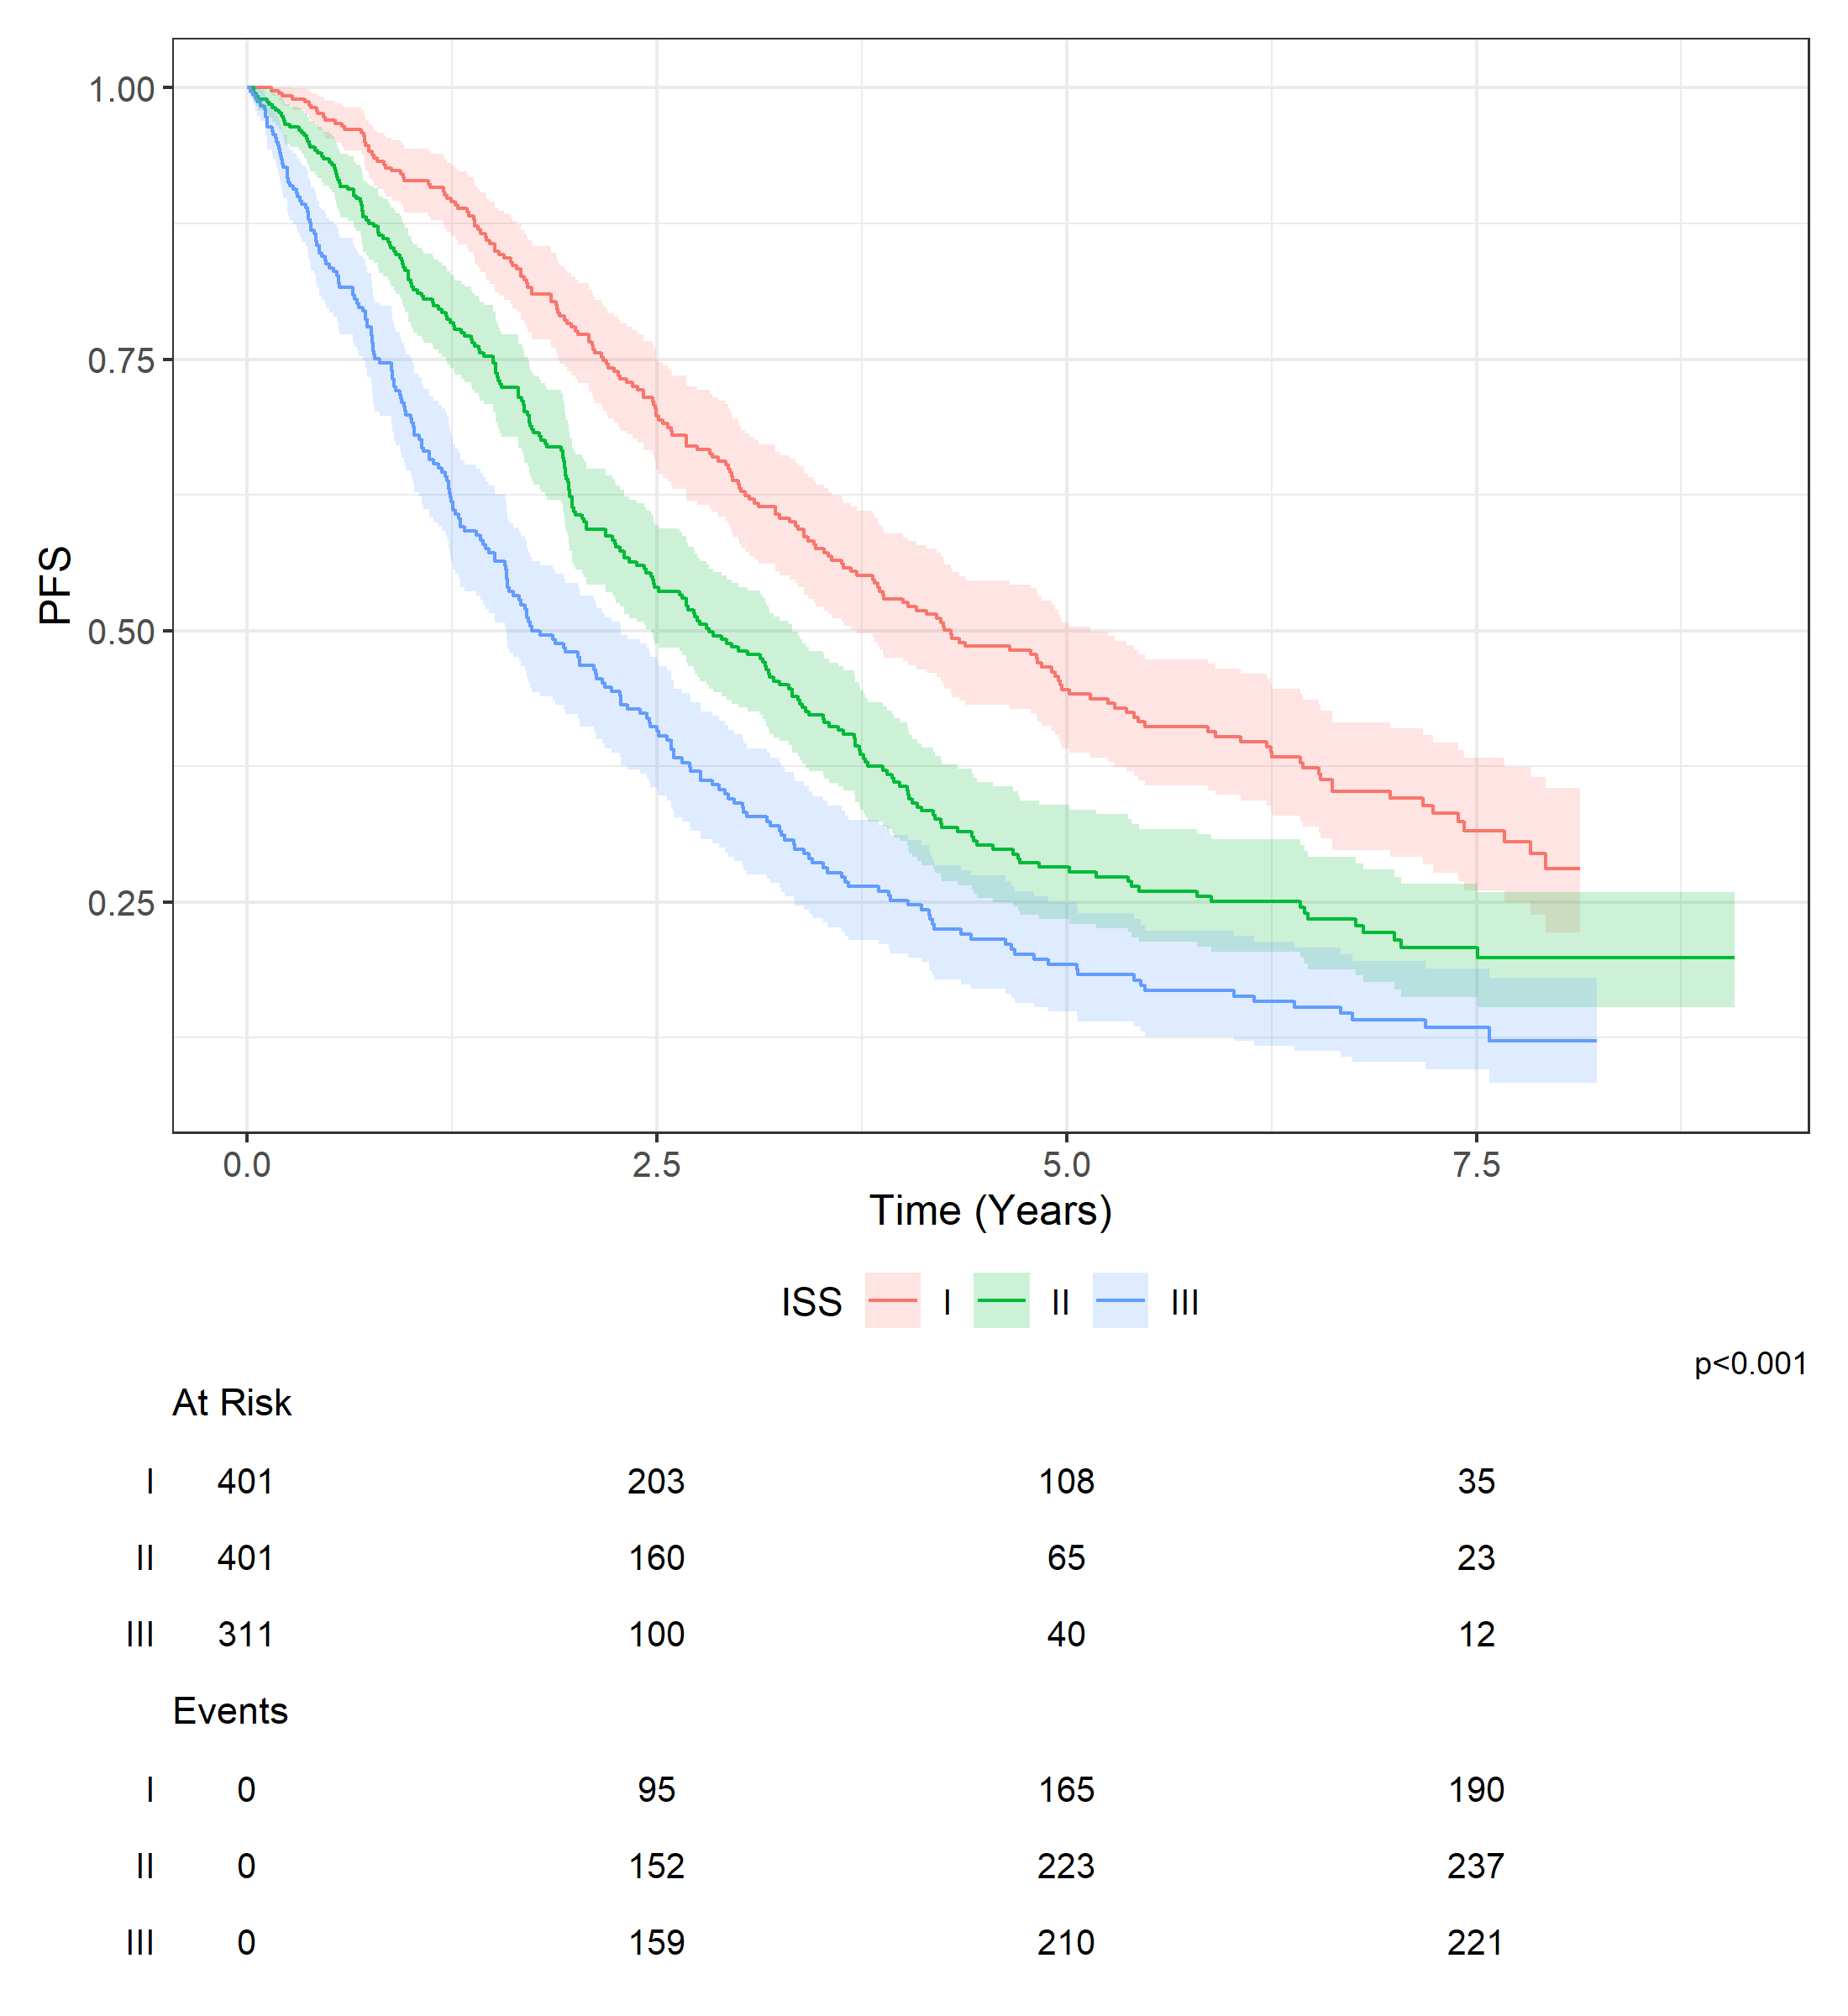 1.00
0.75
0.50
0.25
PFS
0.0 2.5 5.0 7.5
Time (Years)
ISS I II III
p<0.001
At Risk
I 401 203 108 35
II 401 160 65 23
III 311 100 40 12
Events
I 0 95 165 190
II 0 152 223 237
III 0 159 210 221